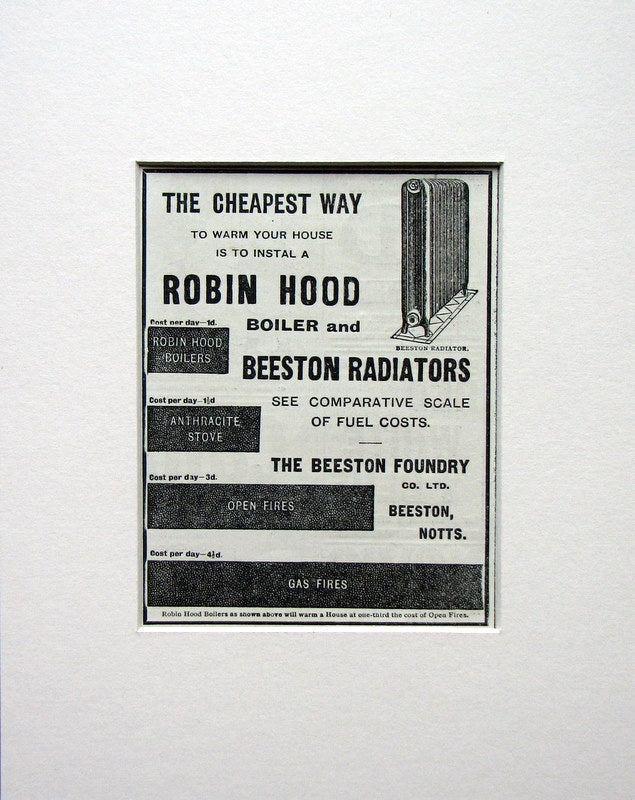 THE CHEAPEST WAY
TO WARM YOUR HOUSE
IS TO INSTAL A
ROBIN HOOD
BOILER and
BEESTON RADIATOR.
BEESTON RADIATORS
SEE COMPARATIVE SCALE
OF FUEL COSTS.
THE BEESTON FOUNDRY
CO. LTD.
BEESTON,
NOTTS.
Cost per day—1d.
ROBIN HOOD
BOILERS
Cost per day—1½d
ANTHRACITE
STOVE
Cost per day—3d.
OPEN FIRES
Cost per day—4½d.
GAS FIRES
Robin Hood Boilers as shown above will warm a House at one-third the cost of Open Fires.